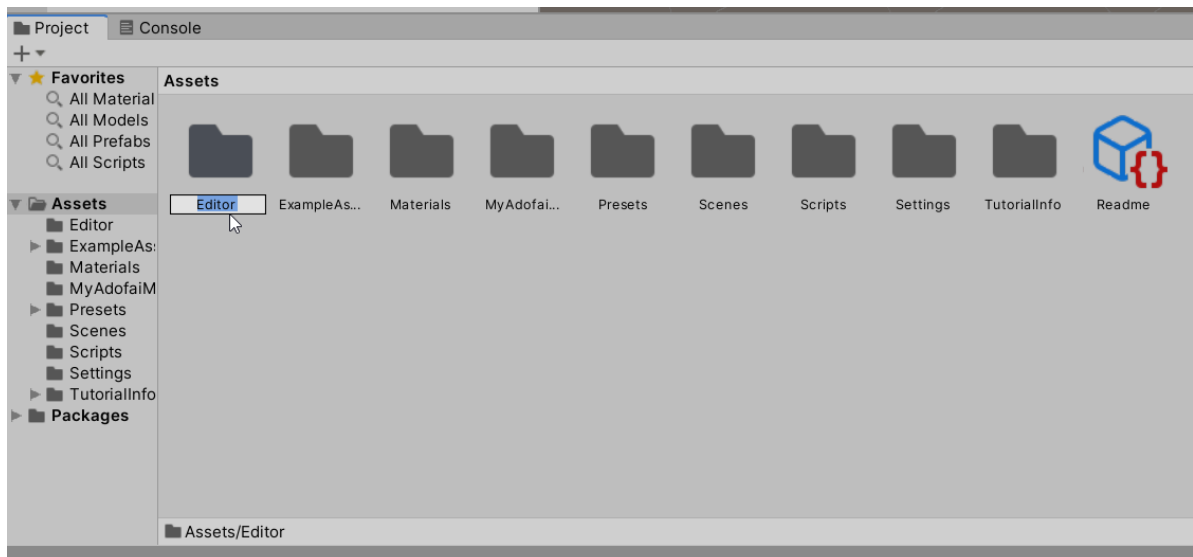 Project
Console
Favorites
All Material
All Models
All Prefabs
All Scripts
Assets
Editor
ExampleAs
Materials
MyAdofaiM
Presets
Scenes
Scripts
Settings
TutorialInfo
Packages
Assets
Editor
ExampleAs...
Materials
MyAdofai...
Presets
Scenes
Scripts
Settings
TutorialInfo
Readme
Assets/Editor